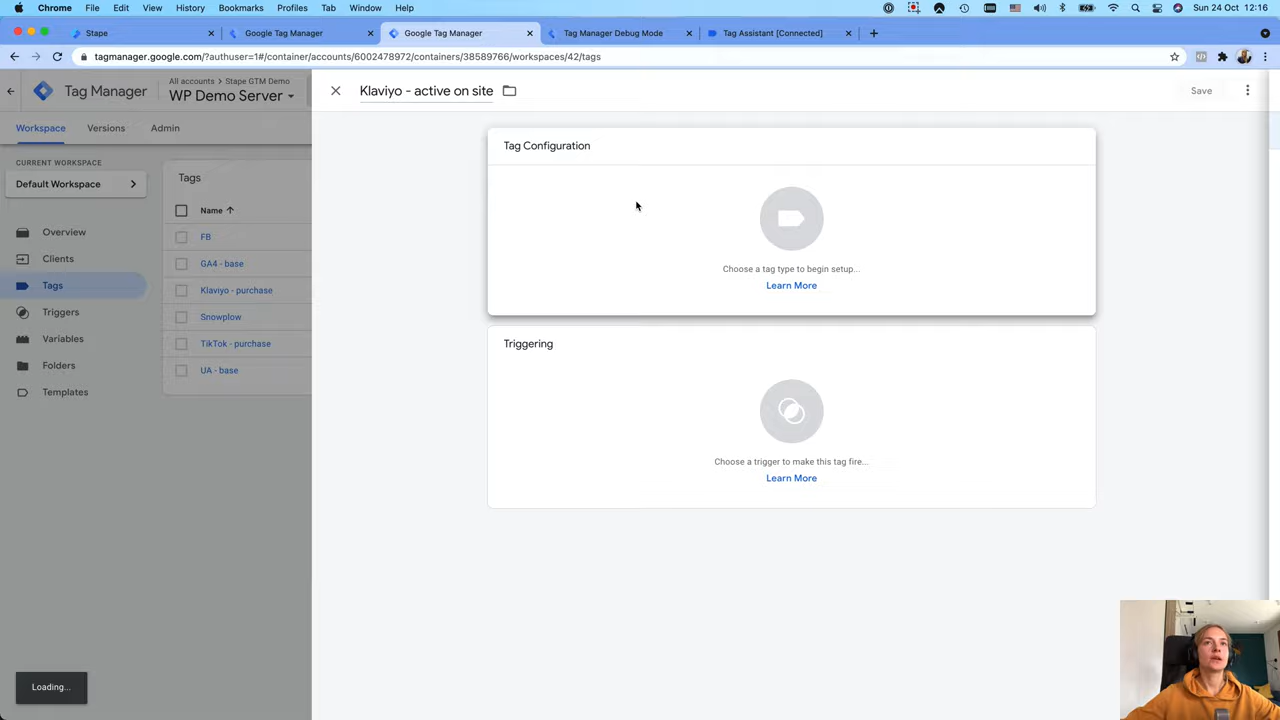 Chrome File Edit View History Bookmarks Profiles Tab Window Help Sun 24 Oct 12:16
Stape Google Tag Manager Google Tag Manager Tag Manager Debug Mode Tag Assistant [Connected]
tagmanager.google.com/?authuser=1#/container/accounts/6002478972/containers/38589766/workspaces/42/tags
Tag Manager
All accounts > Stape GTM Demo
WP Demo Server
Klaviyo - active on site
Save
Workspace Versions Admin
CURRENT WORKSPACE
Default Workspace
Overview
Clients
Tags
Triggers
Variables
Folders
Templates
Tags
Name
FB
GA4 - base
Klaviyo - purchase
Snowplow
TikTok - purchase
UA - base
Tag Configuration
Choose a tag type to begin setup...
Learn More
Triggering
Choose a trigger to make this tag fire...
Learn More
Loading...